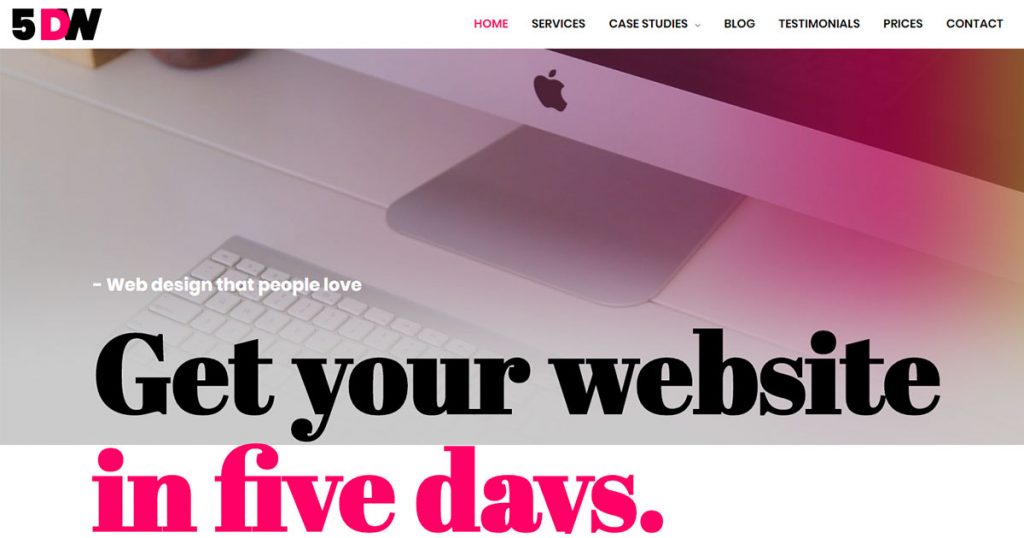 5DW
HOME SERVICES CASE STUDIES BLOG TESTIMONIALS PRICES CONTACT
- Web design that people love
Get your website
in five days.